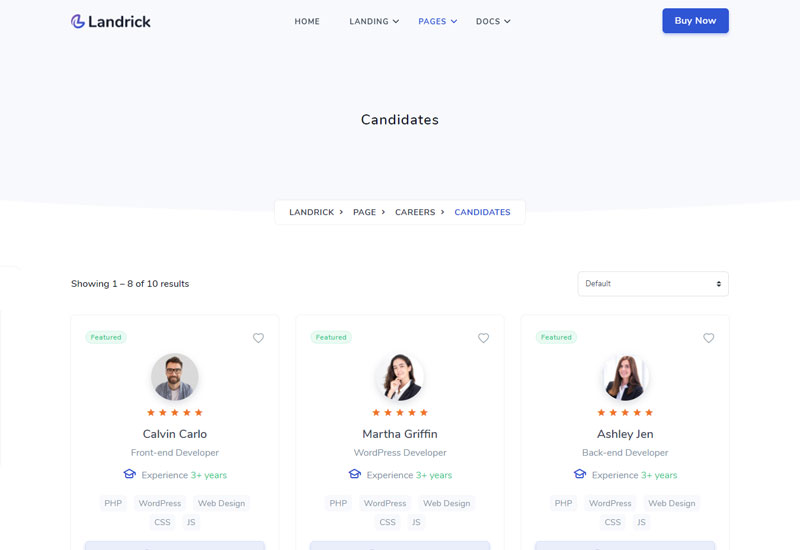 Landrick HOME LANDING PAGES DOCS Buy Now
Candidates
LANDRICK PAGE CAREERS CANDIDATES
Showing 1 – 8 of 10 results Default
Featured Featured Featured
Calvin Carlo Martha Griffin Ashley Jen
Front-end Developer WordPress Developer Back-end Developer
Experience 3+ years Experience 3+ years Experience 3+ years
PHP WordPress Web Design PHP WordPress Web Design PHP WordPress Web Design
CSS JS CSS JS CSS JS